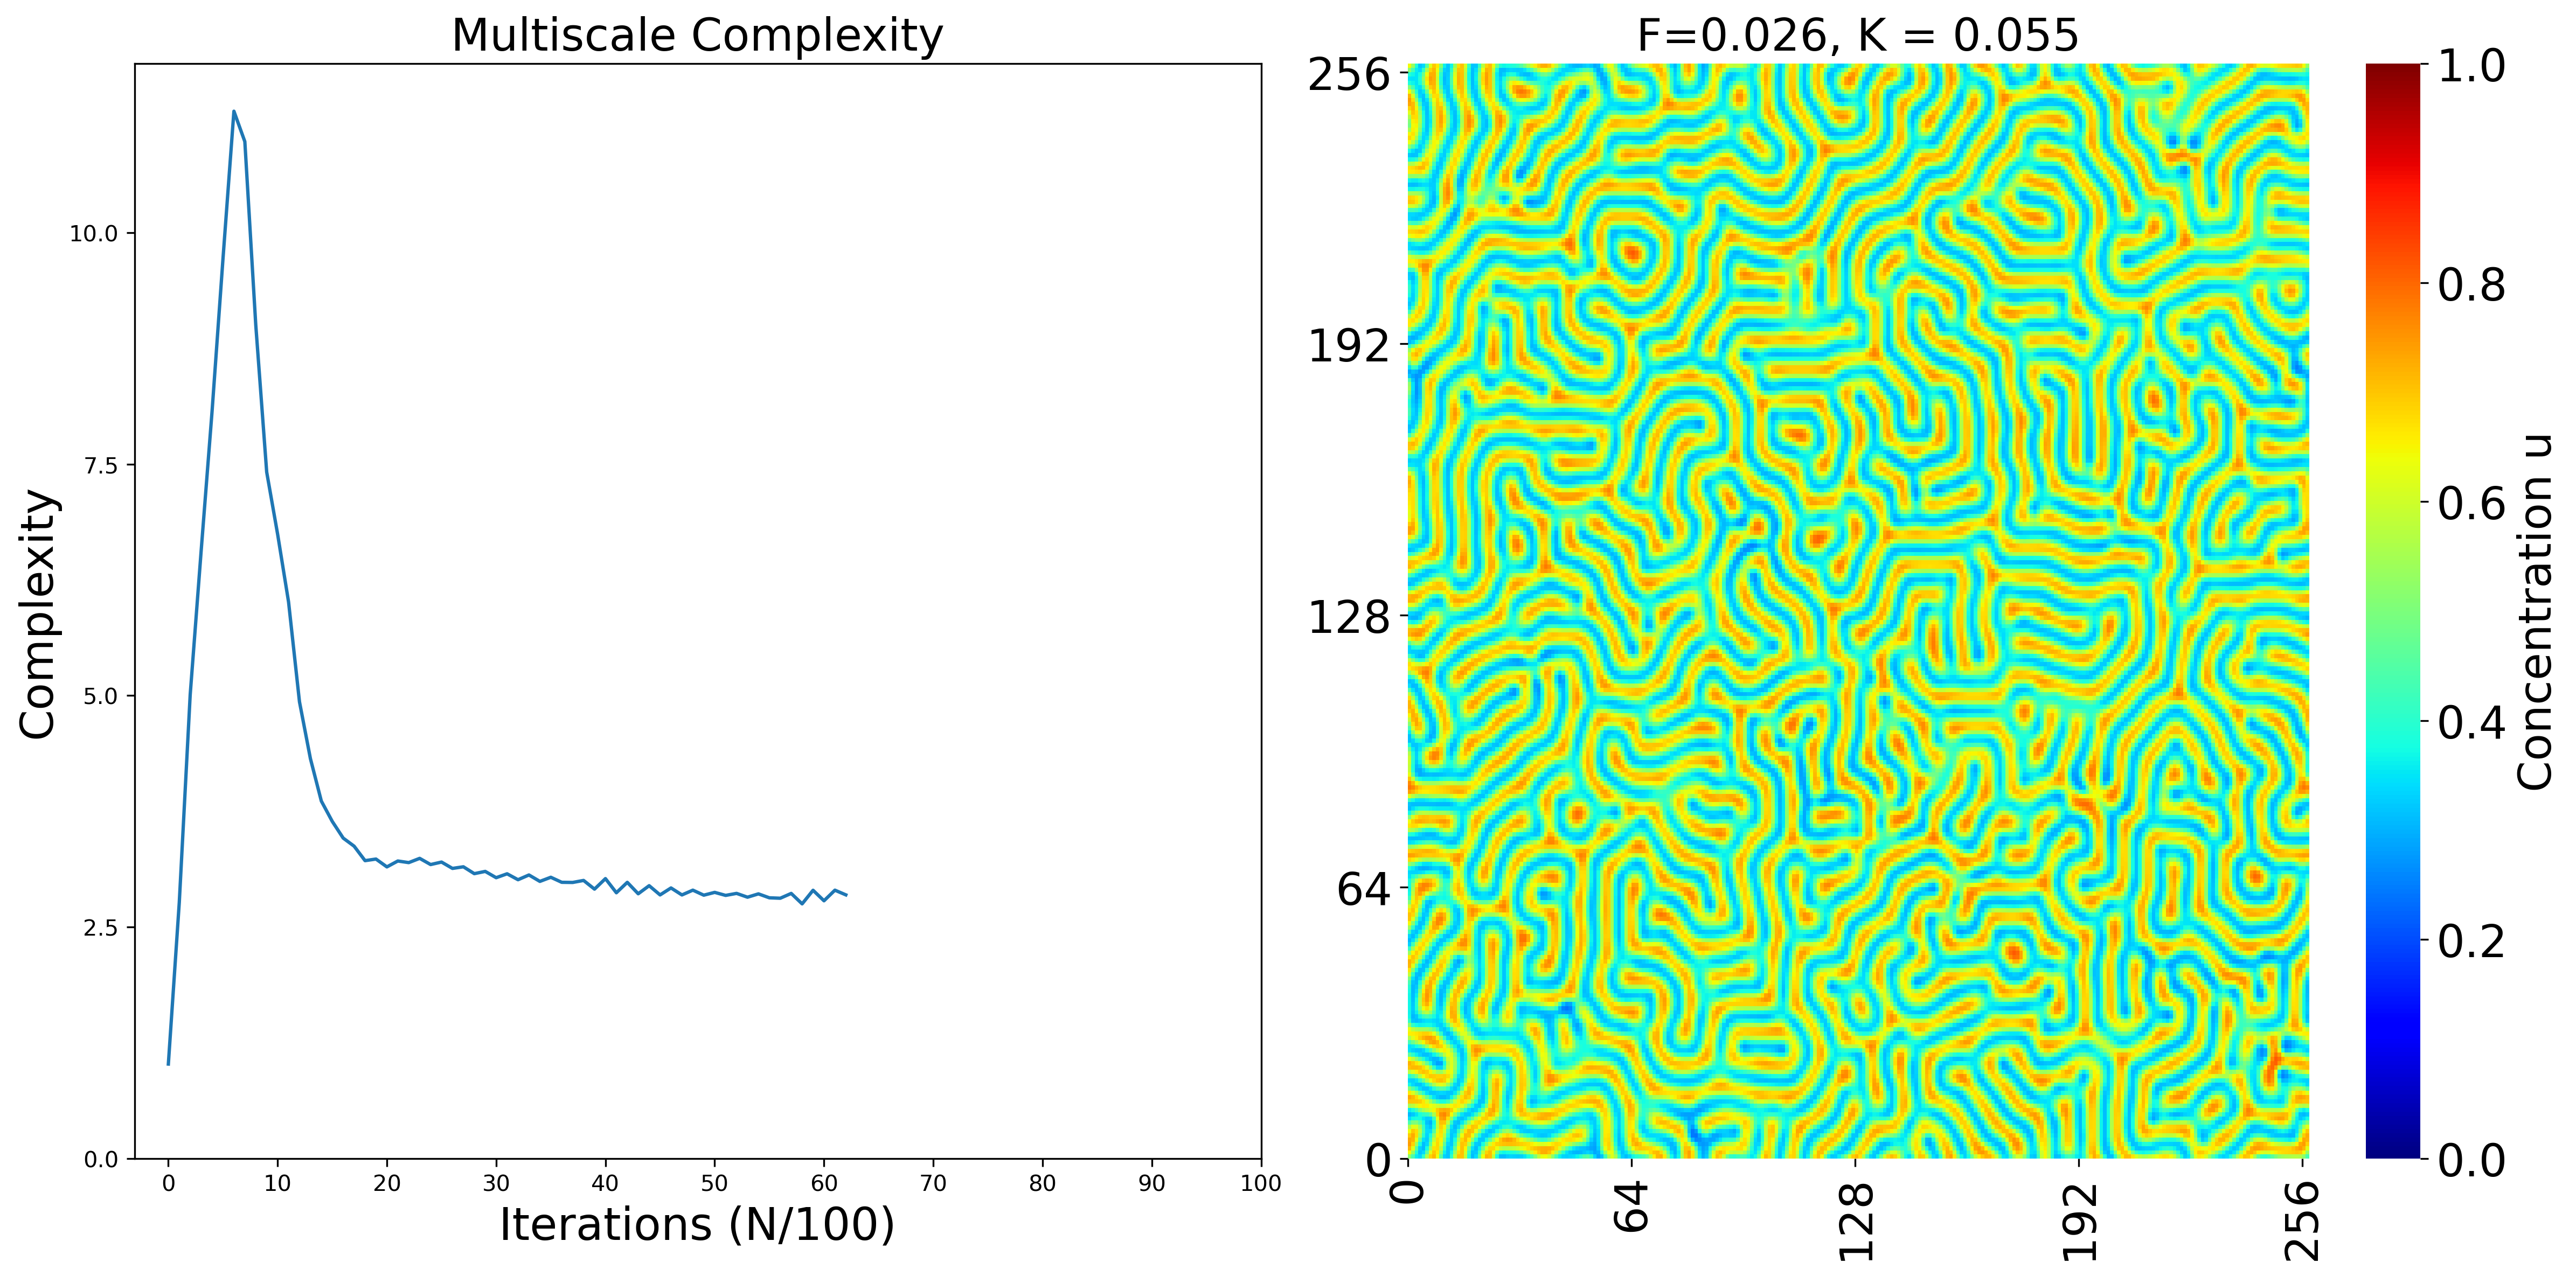 Multiscale Complexity
10.0
7.5
5.0
2.5
0.0
Complexity
0 10 20 30 40 50 60 70 80 90 100
Iterations (N/100)
F=0.026, K = 0.055
256
192
128
64
0
0 64 128 192 256
1.0
0.8
0.6
0.4
0.2
0.0
Concentration u